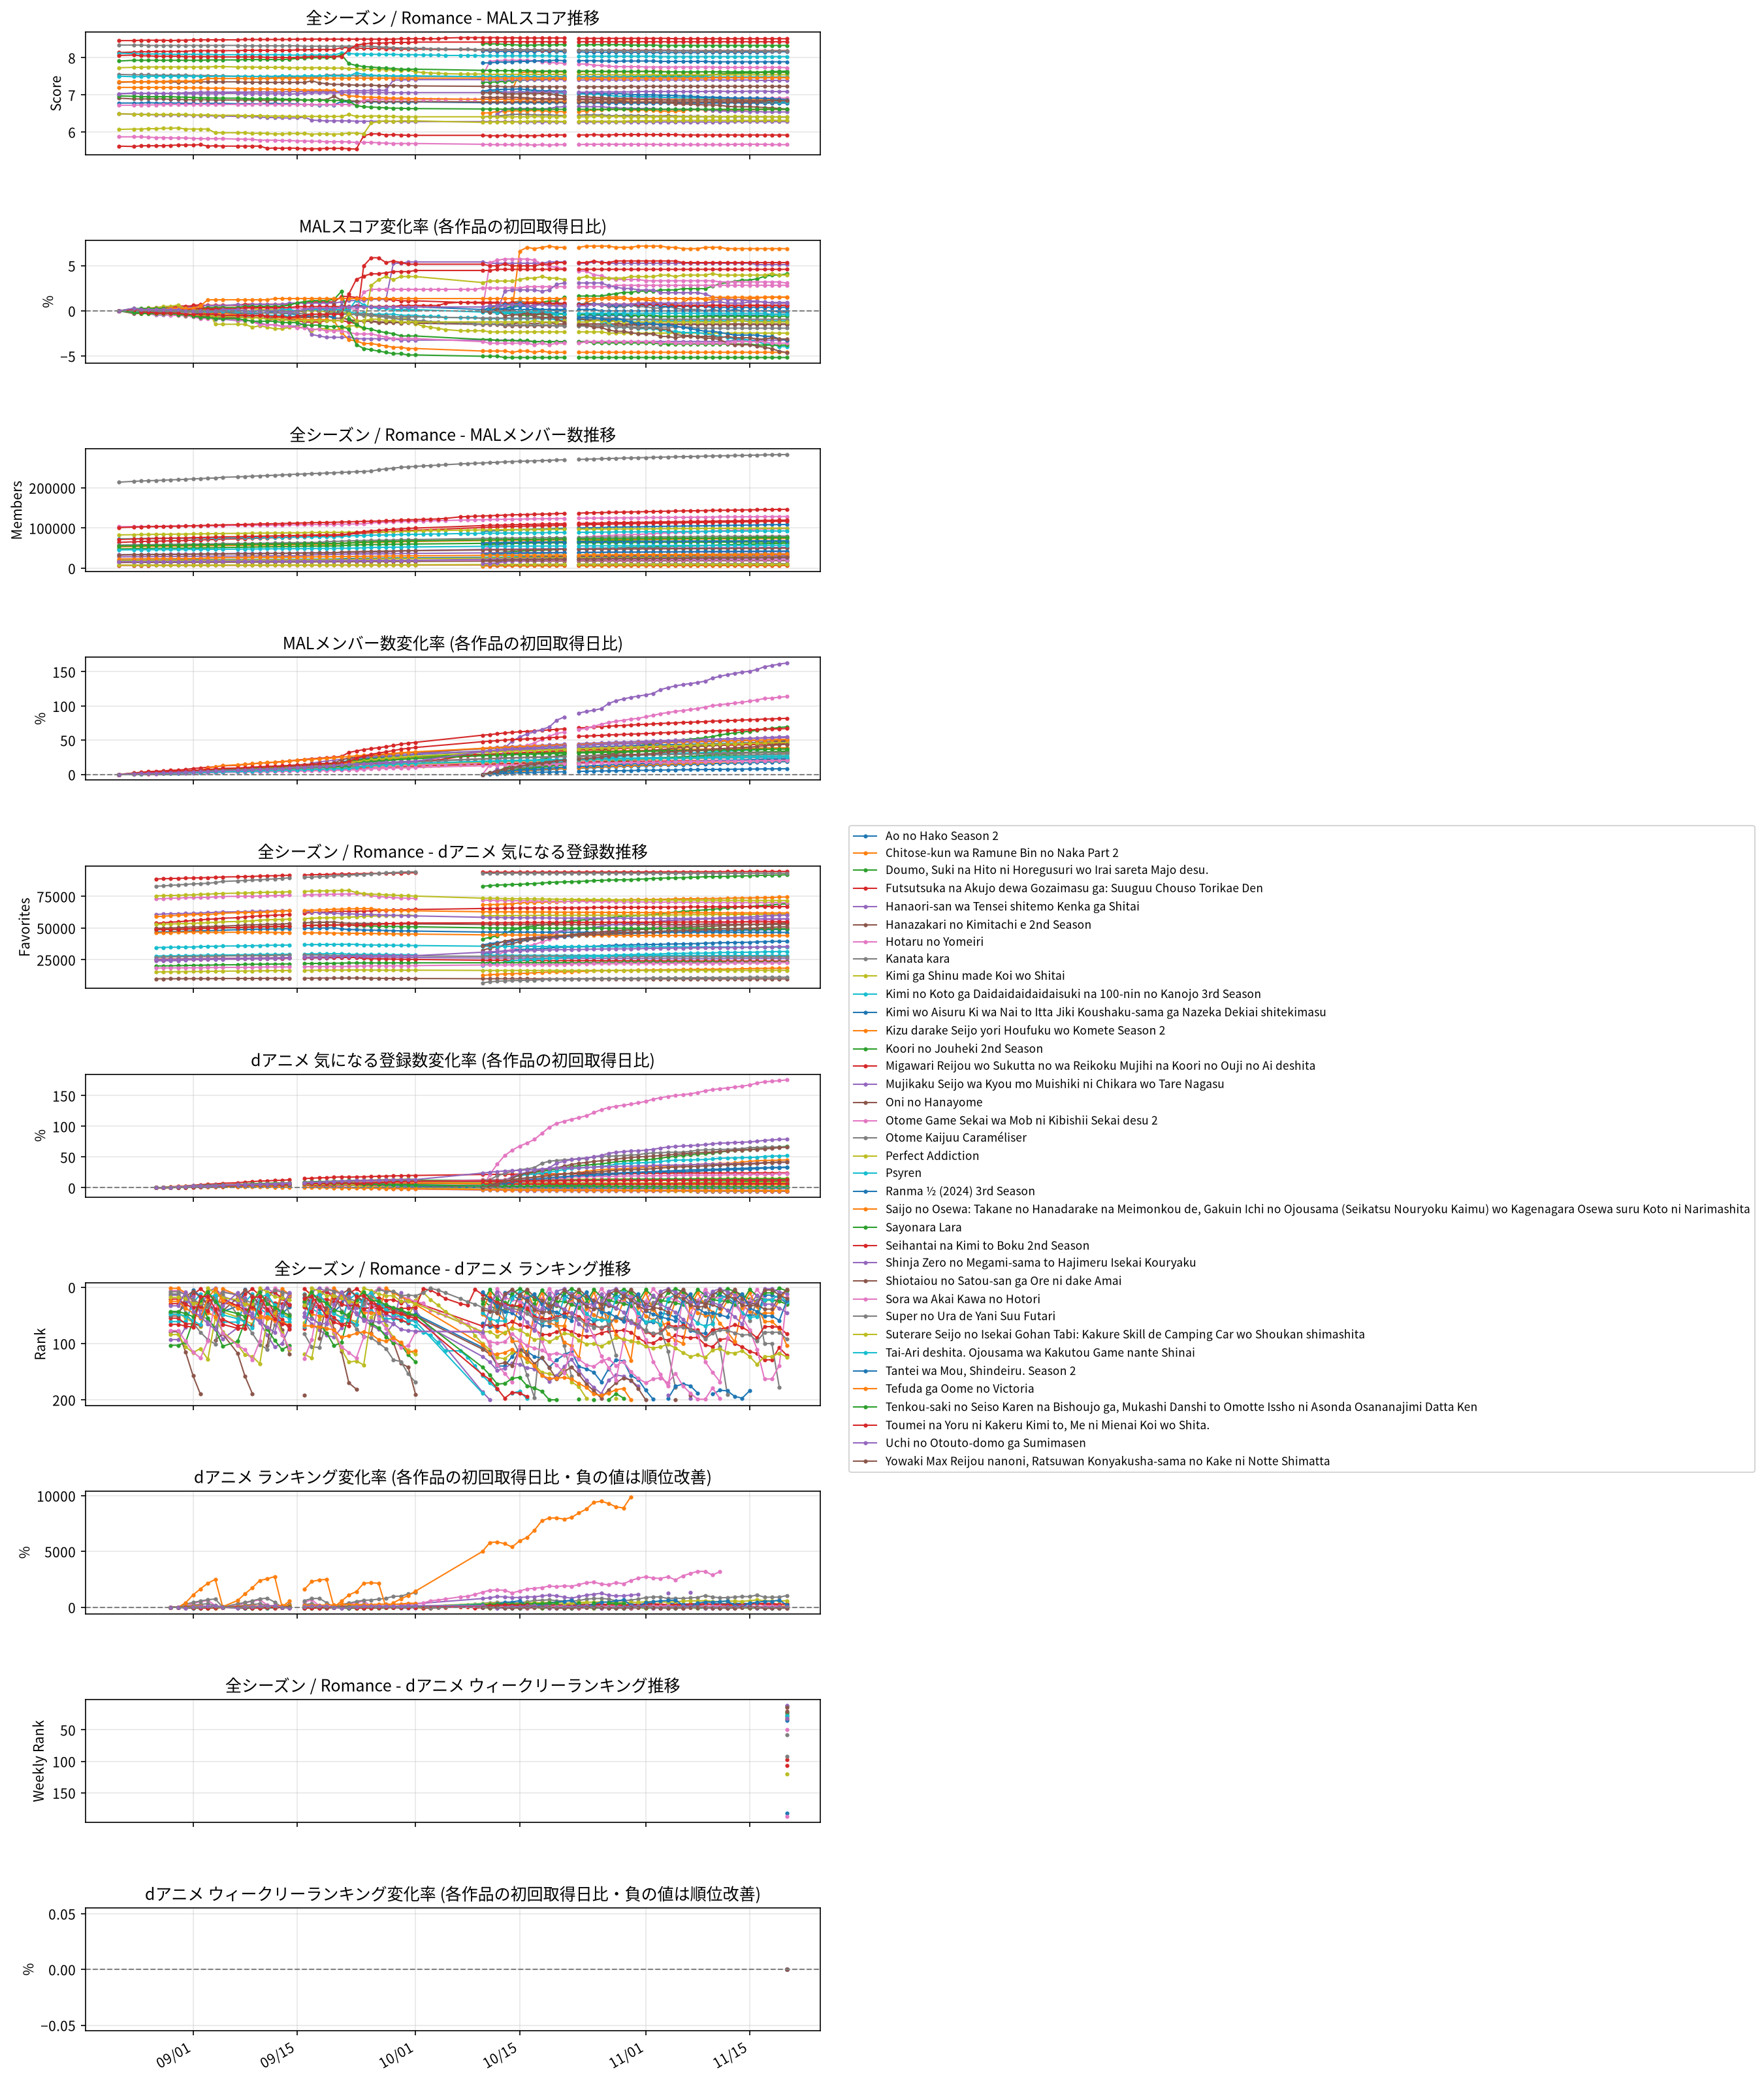 全シーズン / Romance - MALスコア推移
8
7
6
Score
MALスコア変化率 (各作品の初回取得日比)
5
0
−5
%
全シーズン / Romance - MALメンバー数推移
200000
100000
0
Members
MALメンバー数変化率 (各作品の初回取得日比)
150
100
50
0
%
全シーズン / Romance - dアニメ 気になる登録数推移
75000
50000
25000
Favorites
dアニメ 気になる登録数変化率 (各作品の初回取得日比)
150
100
50
0
%
全シーズン / Romance - dアニメ ランキング推移
0
100
200
Rank
dアニメ ランキング変化率 (各作品の初回取得日比・負の値は順位改善)
10000
5000
0
%
全シーズン / Romance - dアニメ ウィークリーランキング推移
50
100
150
Weekly Rank
dアニメ ウィークリーランキング変化率 (各作品の初回取得日比・負の値は順位改善)
0.05
0.00
−0.05
%
09/01
09/15
10/01
10/15
11/01
11/15
Ao no Hako Season 2
Chitose-kun wa Ramune Bin no Naka Part 2
Doumo, Suki na Hito ni Horegusuri wo Irai sareta Majo desu.
Futsutsuka na Akujo dewa Gozaimasu ga: Suuguu Chouso Torikae Den
Hanaori-san wa Tensei shitemo Kenka ga Shitai
Hanazakari no Kimitachi e 2nd Season
Hotaru no Yomeiri
Kanata kara
Kimi ga Shinu made Koi wo Shitai
Kimi no Koto ga Daidaidaidaidaisuki na 100-nin no Kanojo 3rd Season
Kimi wo Aisuru Ki wa Nai to Itta Jiki Koushaku-sama ga Nazeka Dekiai shitekimasu
Kizu darake Seijo yori Houfuku wo Komete Season 2
Koori no Jouheki 2nd Season
Migawari Reijou wo Sukutta no wa Reikoku Mujihi na Koori no Ouji no Ai deshita
Mujikaku Seijo wa Kyou mo Muishiki ni Chikara wo Tare Nagasu
Oni no Hanayome
Otome Game Sekai wa Mob ni Kibishii Sekai desu 2
Otome Kaijuu Caraméliser
Perfect Addiction
Psyren
Ranma ½ (2024) 3rd Season
Saijo no Osewa: Takane no Hanadarake na Meimonkou de, Gakuin Ichi no Ojousama (Seikatsu Nouryoku Kaimu) wo Kagenagara Osewa suru Koto ni Narimashita
Sayonara Lara
Seihantai na Kimi to Boku 2nd Season
Shinja Zero no Megami-sama to Hajimeru Isekai Kouryaku
Shiotaiou no Satou-san ga Ore ni dake Amai
Sora wa Akai Kawa no Hotori
Super no Ura de Yani Suu Futari
Suterare Seijo no Isekai Gohan Tabi: Kakure Skill de Camping Car wo Shoukan shimashita
Tai-Ari deshita. Ojousama wa Kakutou Game nante Shinai
Tantei wa Mou, Shindeiru. Season 2
Tefuda ga Oome no Victoria
Tenkou-saki no Seiso Karen na Bishoujo ga, Mukashi Danshi to Omotte Issho ni Asonda Osananajimi Datta Ken
Toumei na Yoru ni Kakeru Kimi to, Me ni Mienai Koi wo Shita.
Uchi no Otouto-domo ga Sumimasen
Yowaki Max Reijou nanoni, Ratsuwan Konyakusha-sama no Kake ni Notte Shimatta